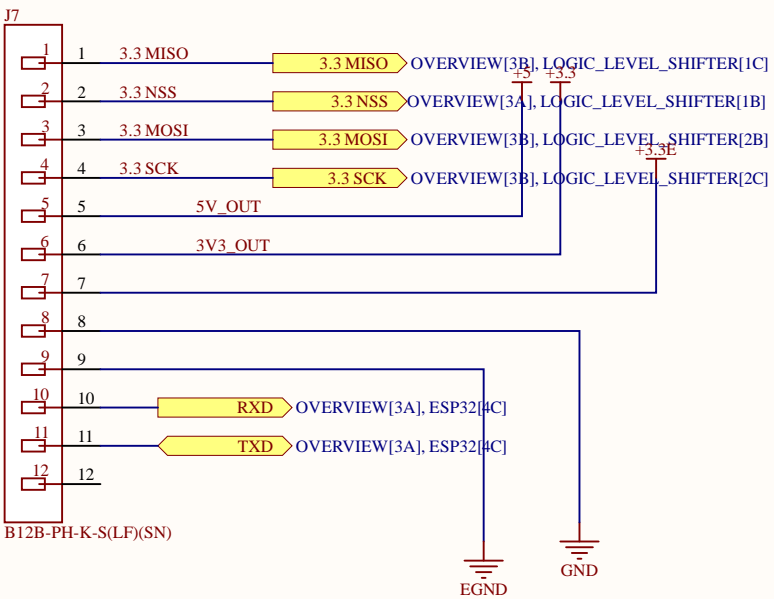 J7
1 1 3.3 MISO 3.3 MISO OVERVIEW[3B], LOGIC_LEVEL_SHIFTER[1C]
+5 +3.3
2 2 3.3 NSS 3.3 NSS OVERVIEW[3A], LOGIC_LEVEL_SHIFTER[1B]
3 3 3.3 MOSI 3.3 MOSI OVERVIEW[3B], LOGIC_LEVEL_SHIFTER[2B]
+3.3E
4 4 3.3 SCK 3.3 SCK OVERVIEW[3B], LOGIC_LEVEL_SHIFTER[2C]
5 5 5V_OUT
6 6 3V3_OUT
7 7
8 8
9 9
10 10 RXD OVERVIEW[3A], ESP32[4C]
11 11 TXD OVERVIEW[3A], ESP32[4C]
12 12
B12B-PH-K-S(LF)(SN)
GND
EGND